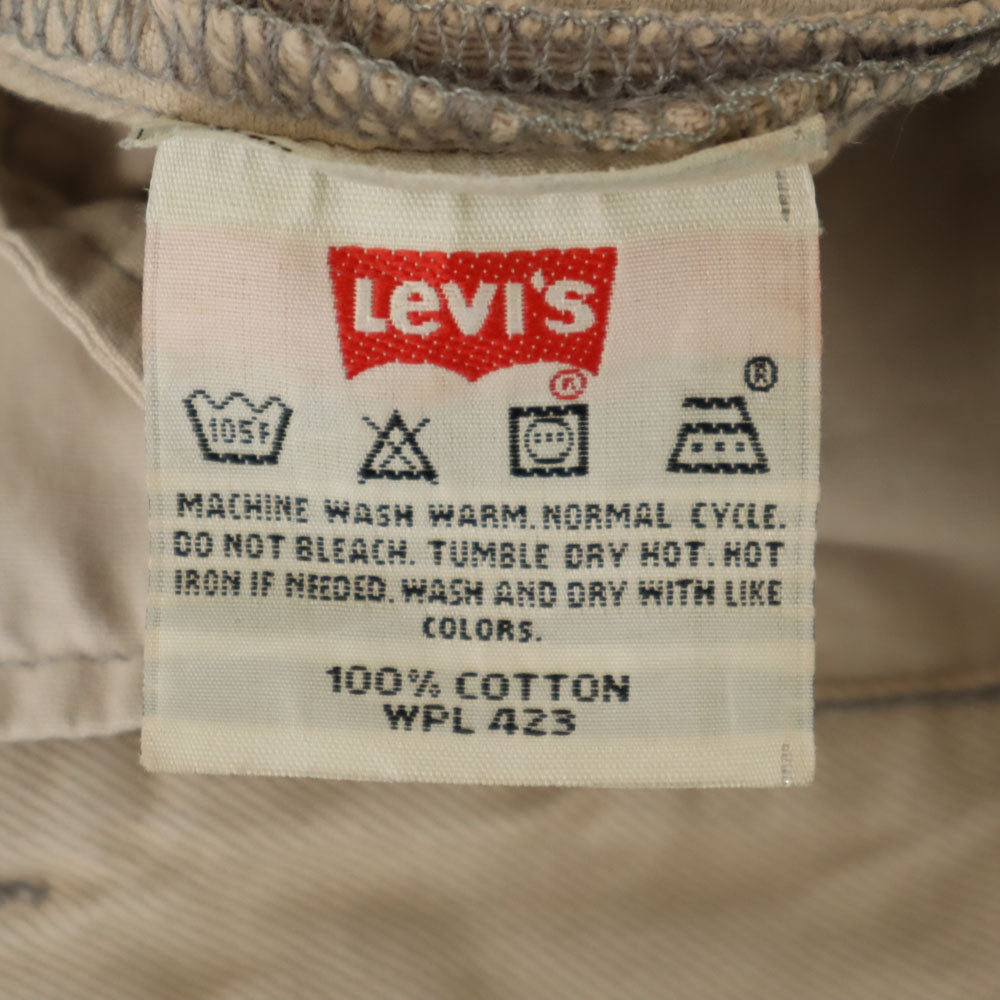 Levi's
®
®
105°F
MACHINE WASH WARM. NORMAL CYCLE.
DO NOT BLEACH. TUMBLE DRY HOT. HOT
IRON IF NEEDED. WASH AND DRY WITH LIKE
COLORS.
100% COTTON
WPL 423